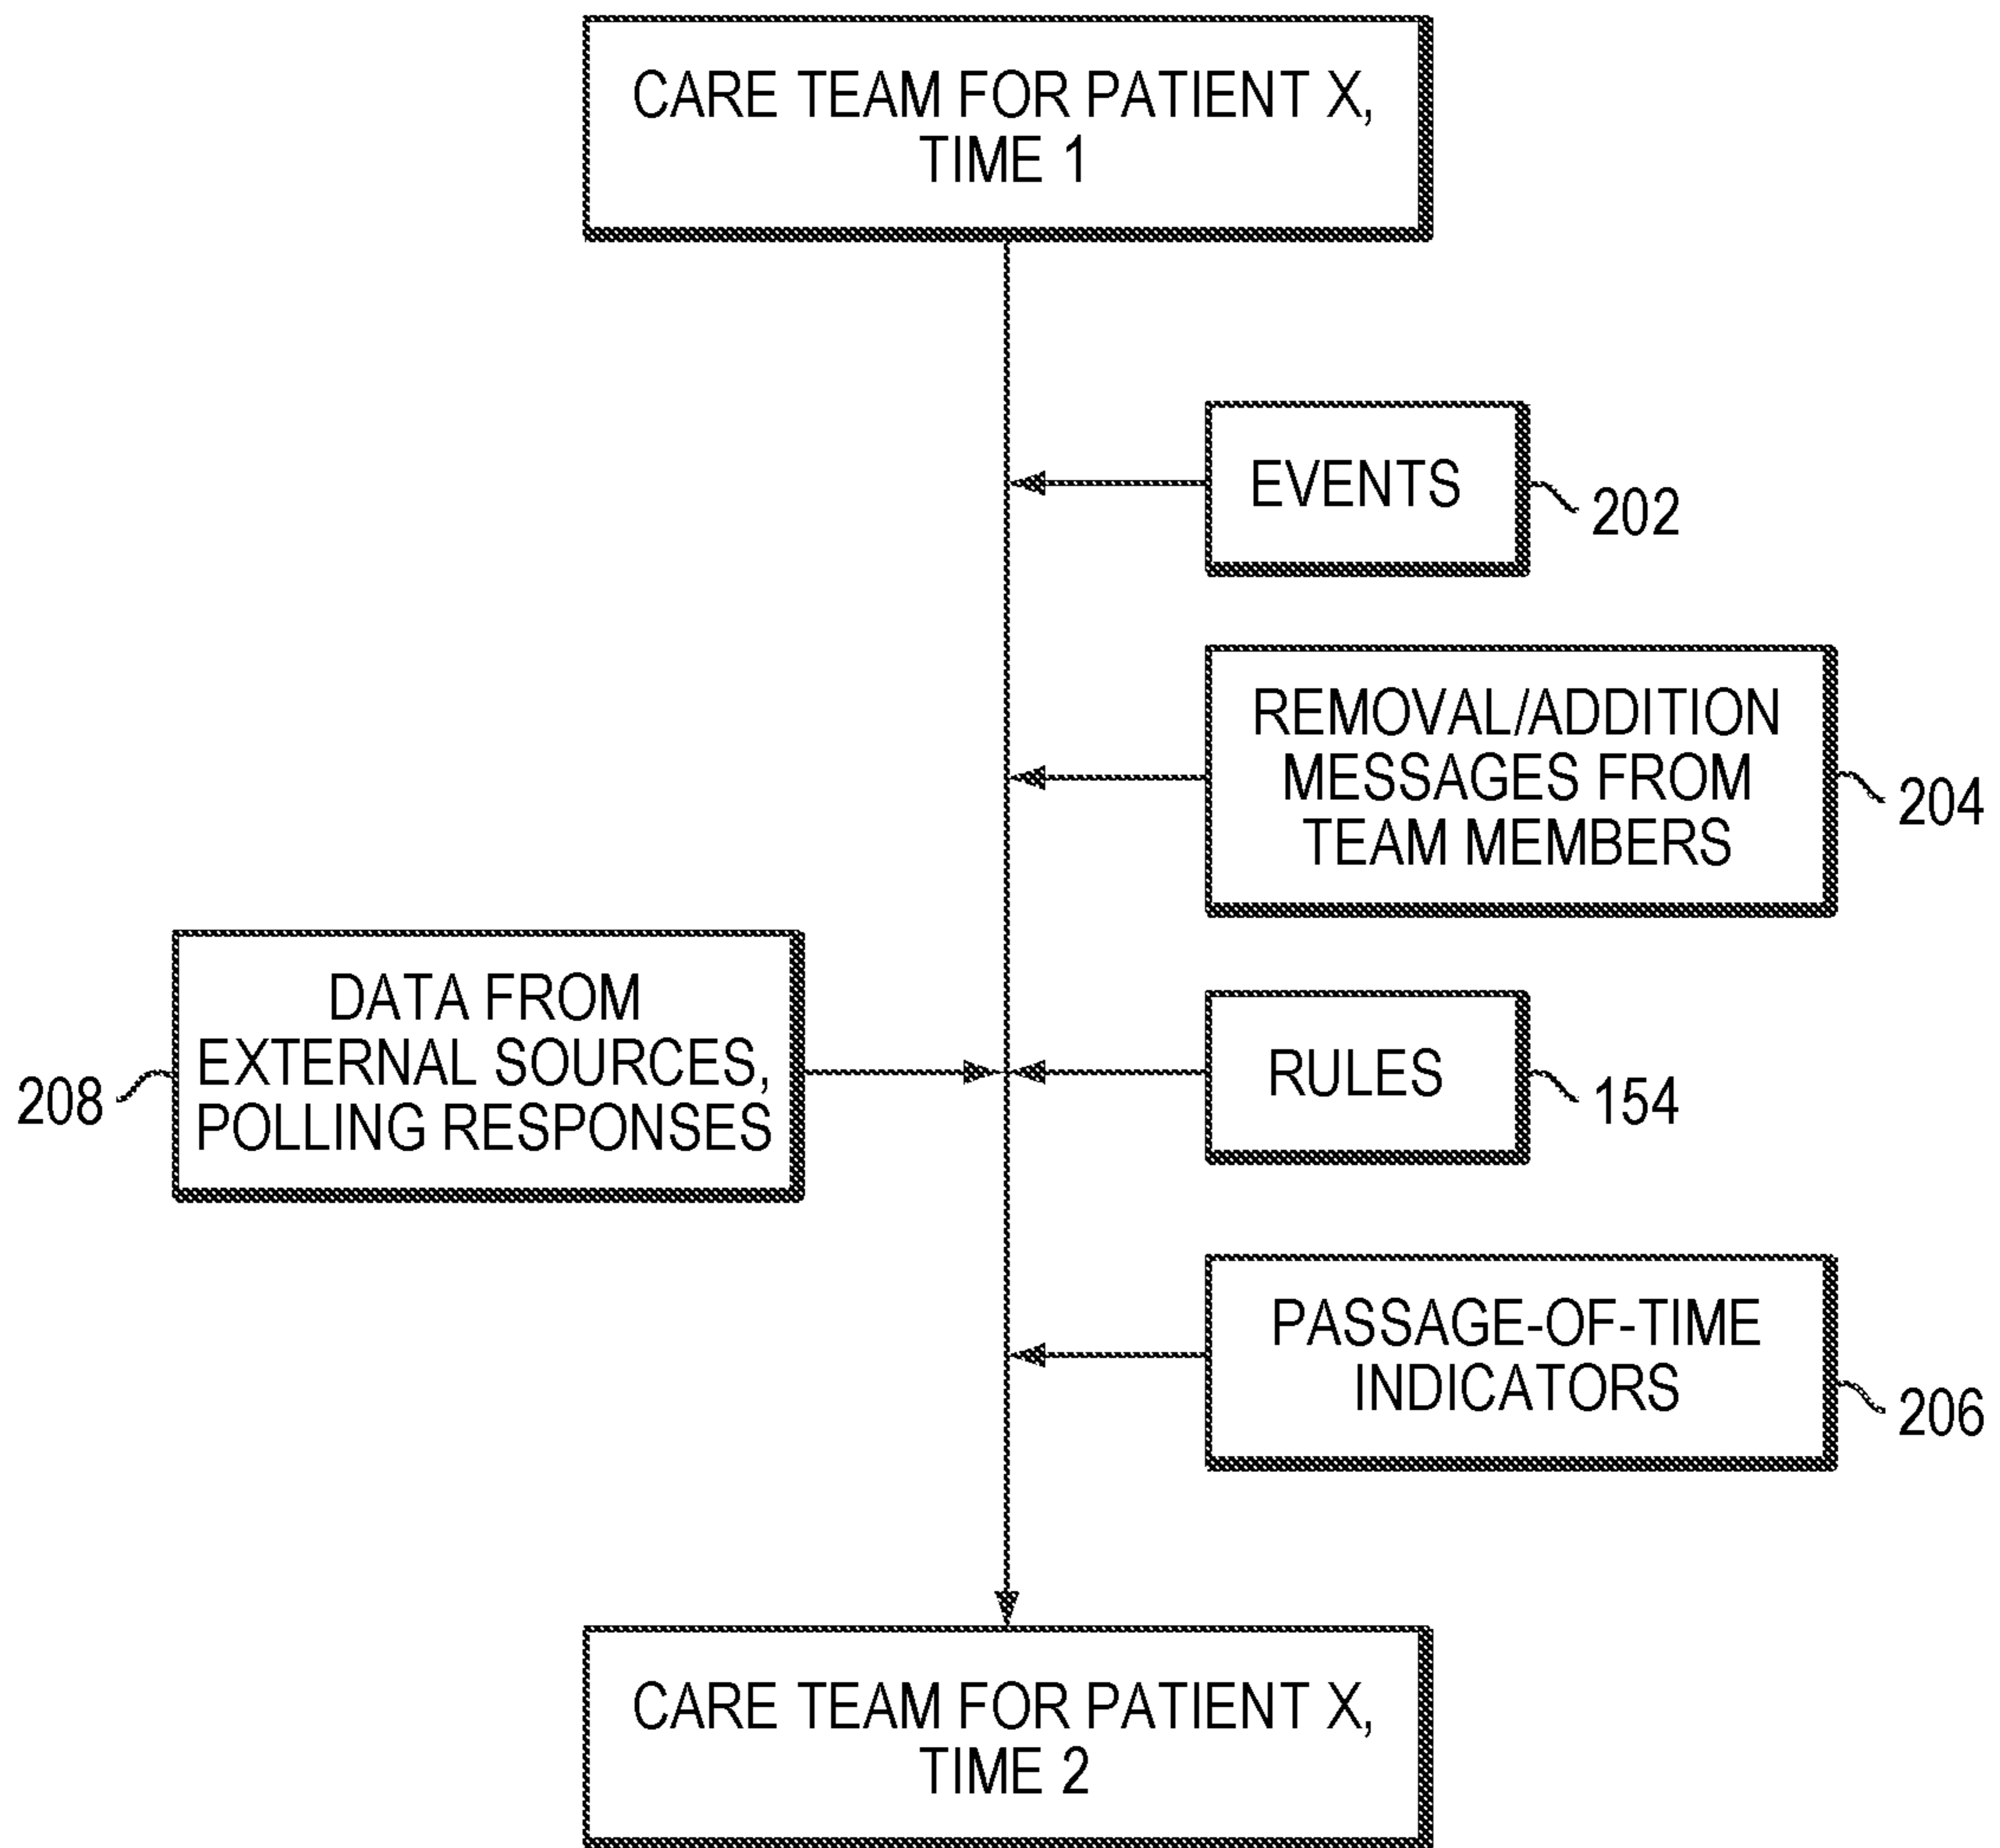 CARE TEAM FOR PATIENT X,
TIME 1
EVENTS
202
REMOVAL/ADDITION
MESSAGES FROM
TEAM MEMBERS
204
DATA FROM
EXTERNAL SOURCES,
POLLING RESPONSES
208
RULES
154
PASSAGE-OF-TIME
INDICATORS
206
CARE TEAM FOR PATIENT X,
TIME 2